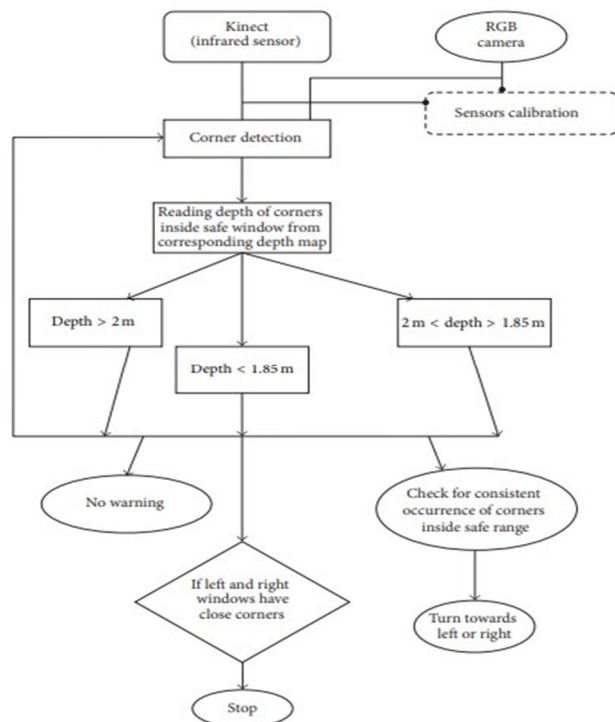 Kinect
(infrared sensor)
RGB
camera
Sensors calibration
Corner detection
Reading depth of corners
inside safe window from
corresponding depth map
Depth > 2 m
2 m < depth > 1.85 m
Depth < 1.85 m
No warning
Check for consistent
occurrence of corners
inside safe range
If left and right
windows have
close corners
Turn towards
left or right
Stop